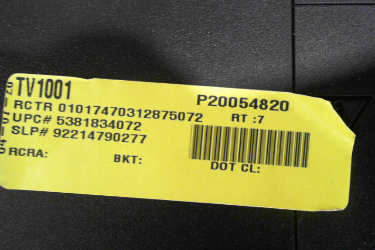 TV1001
P20054820
RCTR 01017470312875072 RT :7
UPC# 5381834072
SLP# 92214790277
RCRA: BKT: DOT CL: